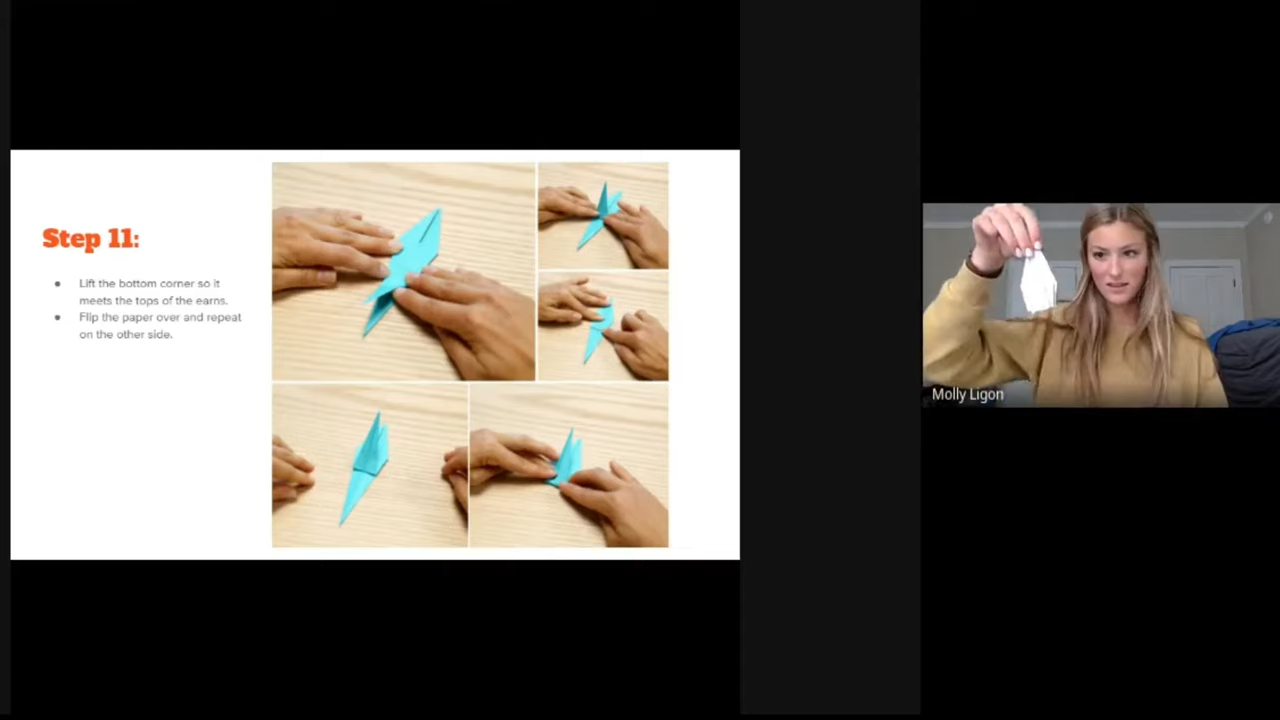 Step 11:
● Lift the bottom corner so it
meets the tops of the earns.
● Flip the paper over and repeat
on the other side.
Molly Ligon